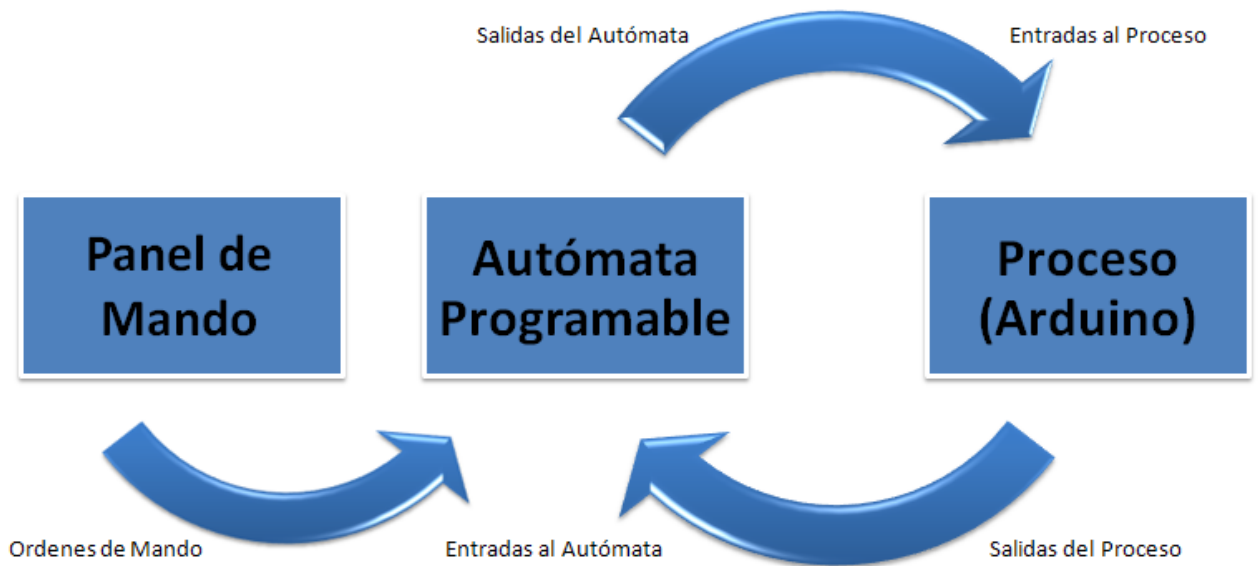 Salidas del Autómata
Entradas al Proceso
Panel de
Mando
Autómata
Programable
Proceso
(Arduino)
Ordenes de Mando
Entradas al Autómata
Salidas del Proceso